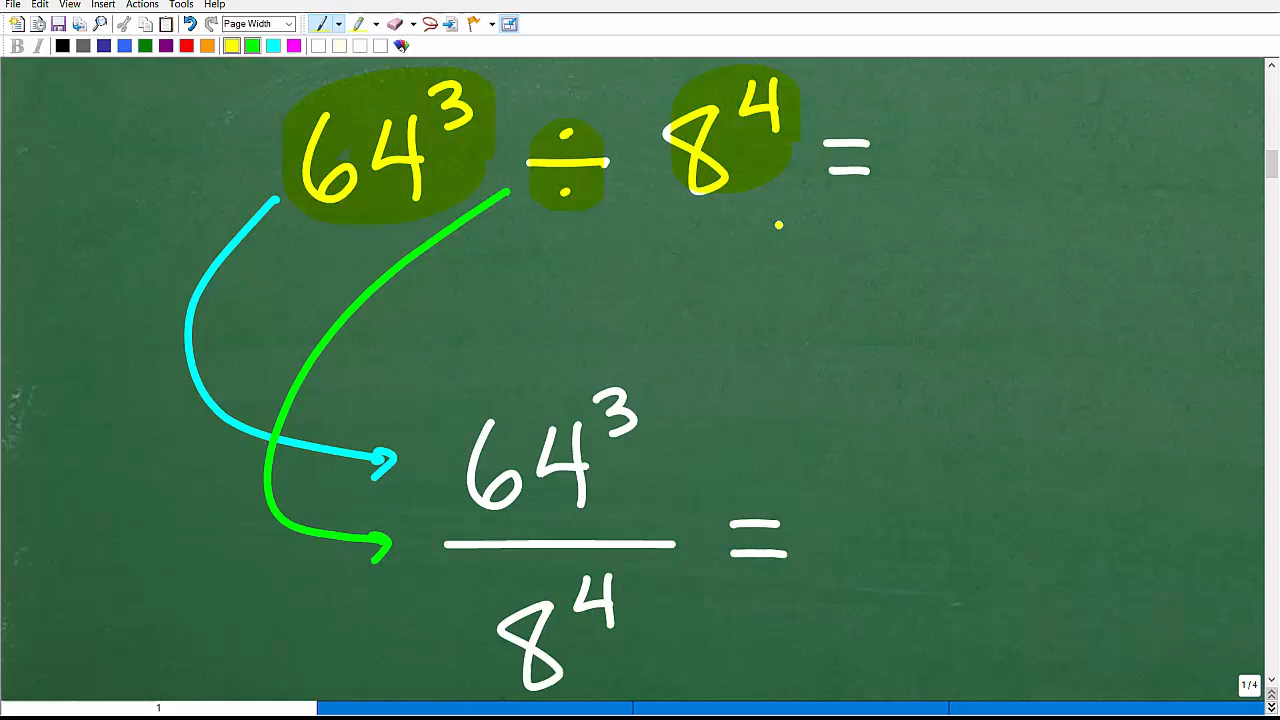 File Edit View Insert Actions Tools Help
Page Width
B I
64³ ÷ 8⁴ =
64³
8⁴
=
1/4
1